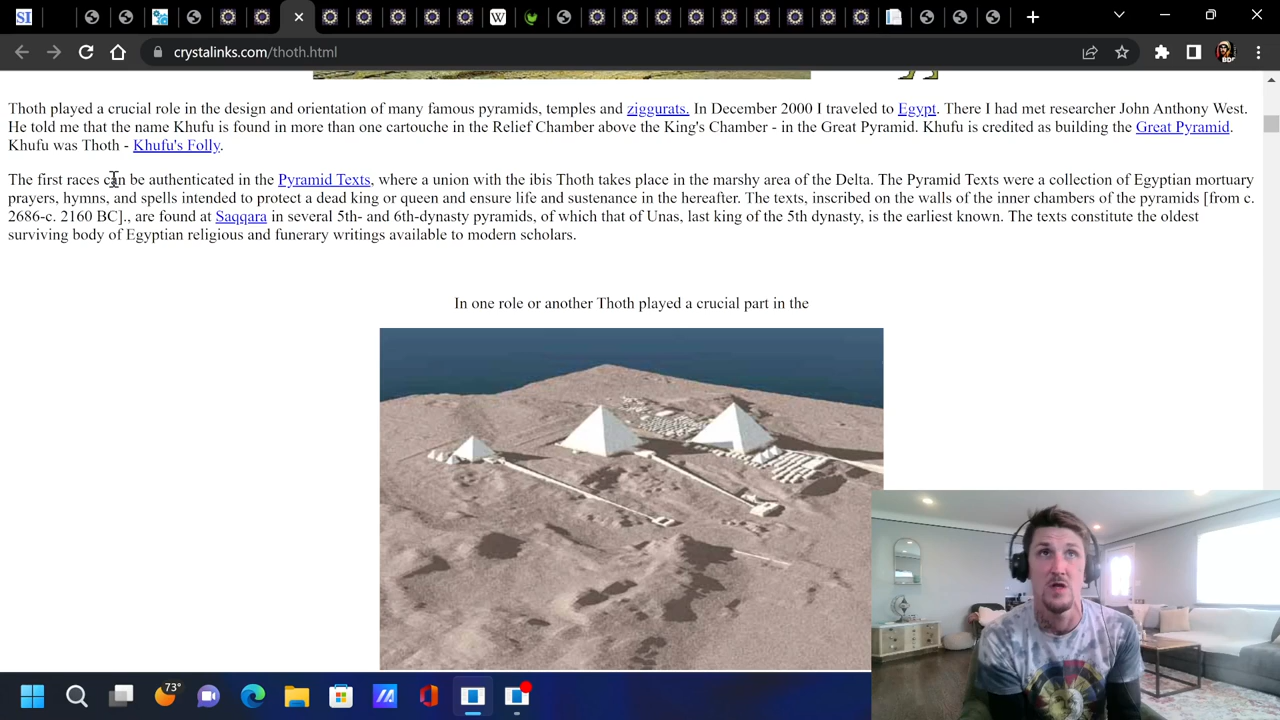 SI
W
crystalinks.com/thoth.html
BDF
Thoth played a crucial role in the design and orientation of many famous pyramids, temples and ziggurats. In December 2000 I traveled to Egypt. There I had met researcher John Anthony West.
He told me that the name Khufu is found in more than one cartouche in the Relief Chamber above the King's Chamber - in the Great Pyramid. Khufu is credited as building the Great Pyramid.
Khufu was Thoth - Khufu's Folly.
The first races can be authenticated in the Pyramid Texts, where a union with the ibis Thoth takes place in the marshy area of the Delta. The Pyramid Texts were a collection of Egyptian mortuary
prayers, hymns, and spells intended to protect a dead king or queen and ensure life and sustenance in the hereafter. The texts, inscribed on the walls of the inner chambers of the pyramids [from c.
2686-c. 2160 BC]., are found at Saqqara in several 5th- and 6th-dynasty pyramids, of which that of Unas, last king of the 5th dynasty, is the earliest known. The texts constitute the oldest
surviving body of Egyptian religious and funerary writings available to modern scholars.
In one role or another Thoth played a crucial part in the
73°